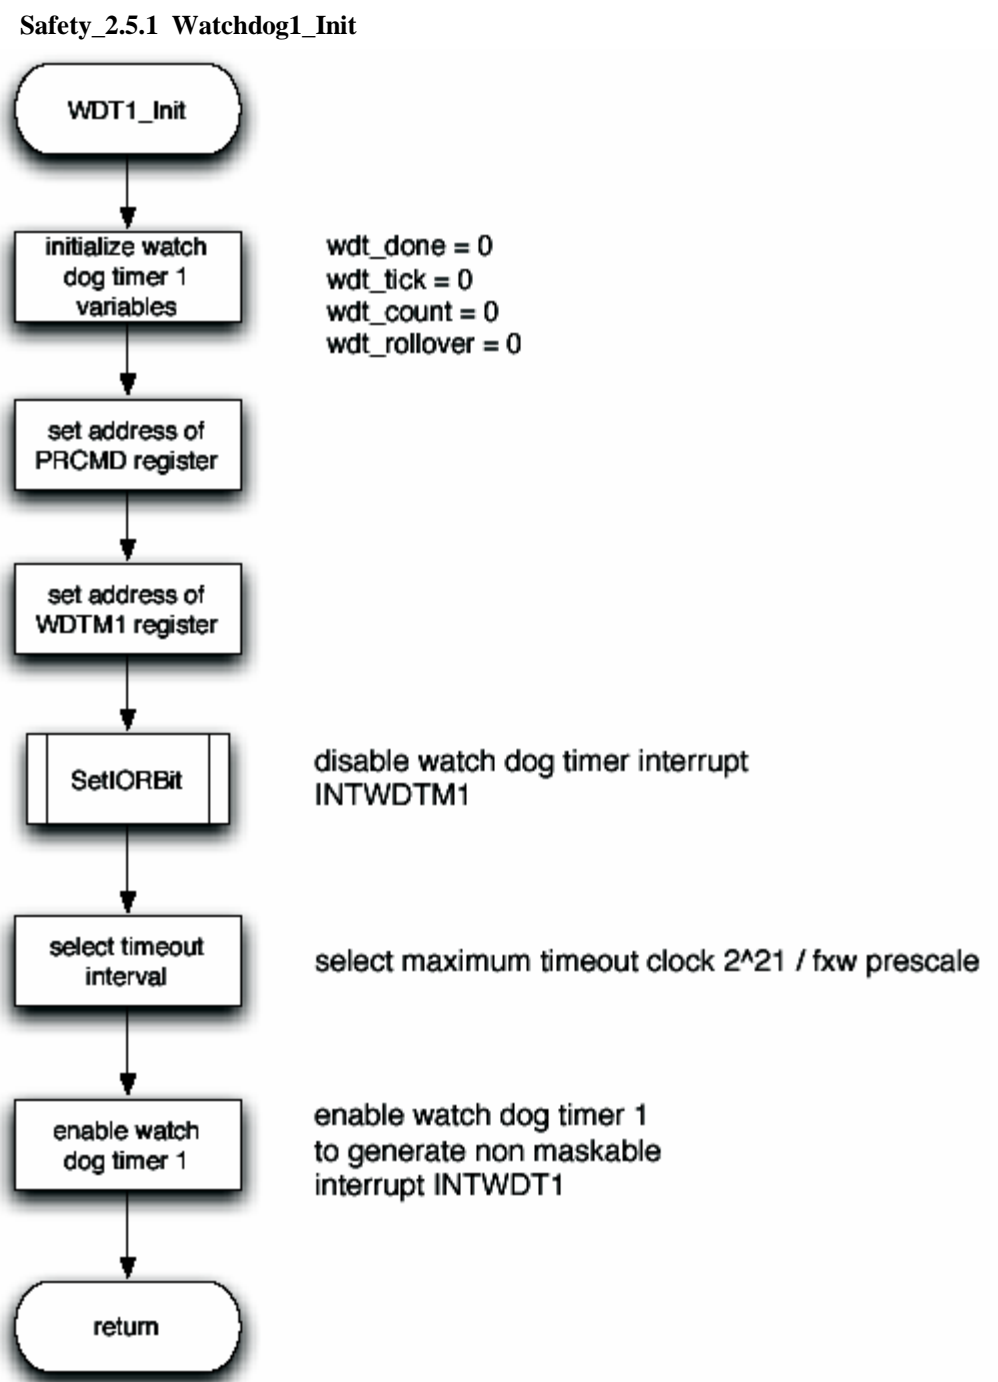 Safety_2.5.1 Watchdog1_Init
WDT1_Init
initialize watch
dog timer 1
variables
wdt_done = 0
wdt_tick = 0
wdt_count = 0
wdt_rollover = 0
set address of
PRCMD register
set address of
WDTM1 register
SetIORBit
disable watch dog timer interrupt
INTWDTM1
select timeout
interval
select maximum timeout clock 2^21 / fxw prescale
enable watch
dog timer 1
enable watch dog timer 1
to generate non maskable
interrupt INTWDT1
return